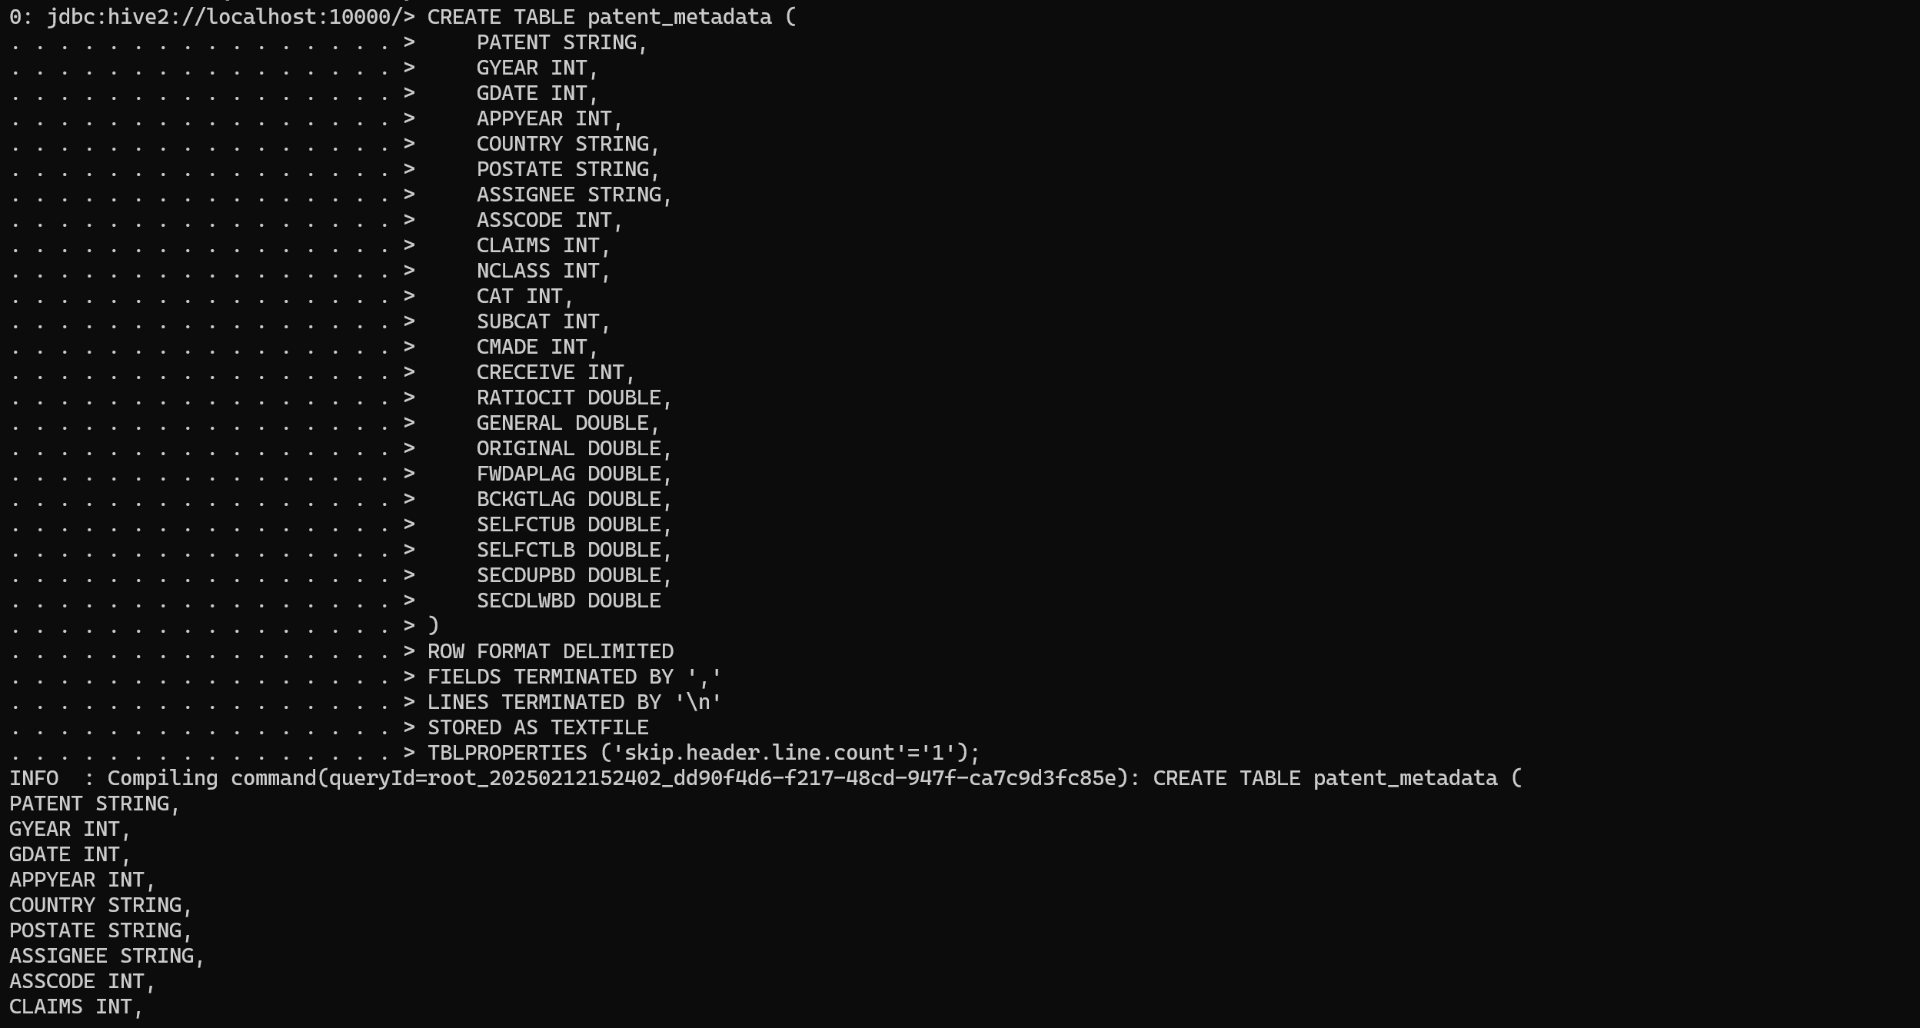 0: jdbc:hive2://localhost:10000/> CREATE TABLE patent_metadata (
. . . . . . . . . . . . . . . . >     PATENT STRING,
. . . . . . . . . . . . . . . . >     GYEAR INT,
. . . . . . . . . . . . . . . . >     GDATE INT,
. . . . . . . . . . . . . . . . >     APPYEAR INT,
. . . . . . . . . . . . . . . . >     COUNTRY STRING,
. . . . . . . . . . . . . . . . >     POSTATE STRING,
. . . . . . . . . . . . . . . . >     ASSIGNEE STRING,
. . . . . . . . . . . . . . . . >     ASSCODE INT,
. . . . . . . . . . . . . . . . >     CLAIMS INT,
. . . . . . . . . . . . . . . . >     NCLASS INT,
. . . . . . . . . . . . . . . . >     CAT INT,
. . . . . . . . . . . . . . . . >     SUBCAT INT,
. . . . . . . . . . . . . . . . >     CMADE INT,
. . . . . . . . . . . . . . . . >     CRECEIVE INT,
. . . . . . . . . . . . . . . . >     RATIOCIT DOUBLE,
. . . . . . . . . . . . . . . . >     GENERAL DOUBLE,
. . . . . . . . . . . . . . . . >     ORIGINAL DOUBLE,
. . . . . . . . . . . . . . . . >     FWDAPLAG DOUBLE,
. . . . . . . . . . . . . . . . >     BCKGTLAG DOUBLE,
. . . . . . . . . . . . . . . . >     SELFCTUB DOUBLE,
. . . . . . . . . . . . . . . . >     SELFCTLB DOUBLE,
. . . . . . . . . . . . . . . . >     SECDUPBD DOUBLE,
. . . . . . . . . . . . . . . . >     SECDLWBD DOUBLE
. . . . . . . . . . . . . . . . > )
. . . . . . . . . . . . . . . . > ROW FORMAT DELIMITED
. . . . . . . . . . . . . . . . > FIELDS TERMINATED BY ','
. . . . . . . . . . . . . . . . > LINES TERMINATED BY '\n'
. . . . . . . . . . . . . . . . > STORED AS TEXTFILE
. . . . . . . . . . . . . . . . > TBLPROPERTIES ('skip.header.line.count'='1');
INFO  : Compiling command(queryId=root_20250212152402_dd90f4d6-f217-48cd-947f-ca7c9d3fc85e): CREATE TABLE patent_metadata (
PATENT STRING,
GYEAR INT,
GDATE INT,
APPYEAR INT,
COUNTRY STRING,
POSTATE STRING,
ASSIGNEE STRING,
ASSCODE INT,
CLAIMS INT,